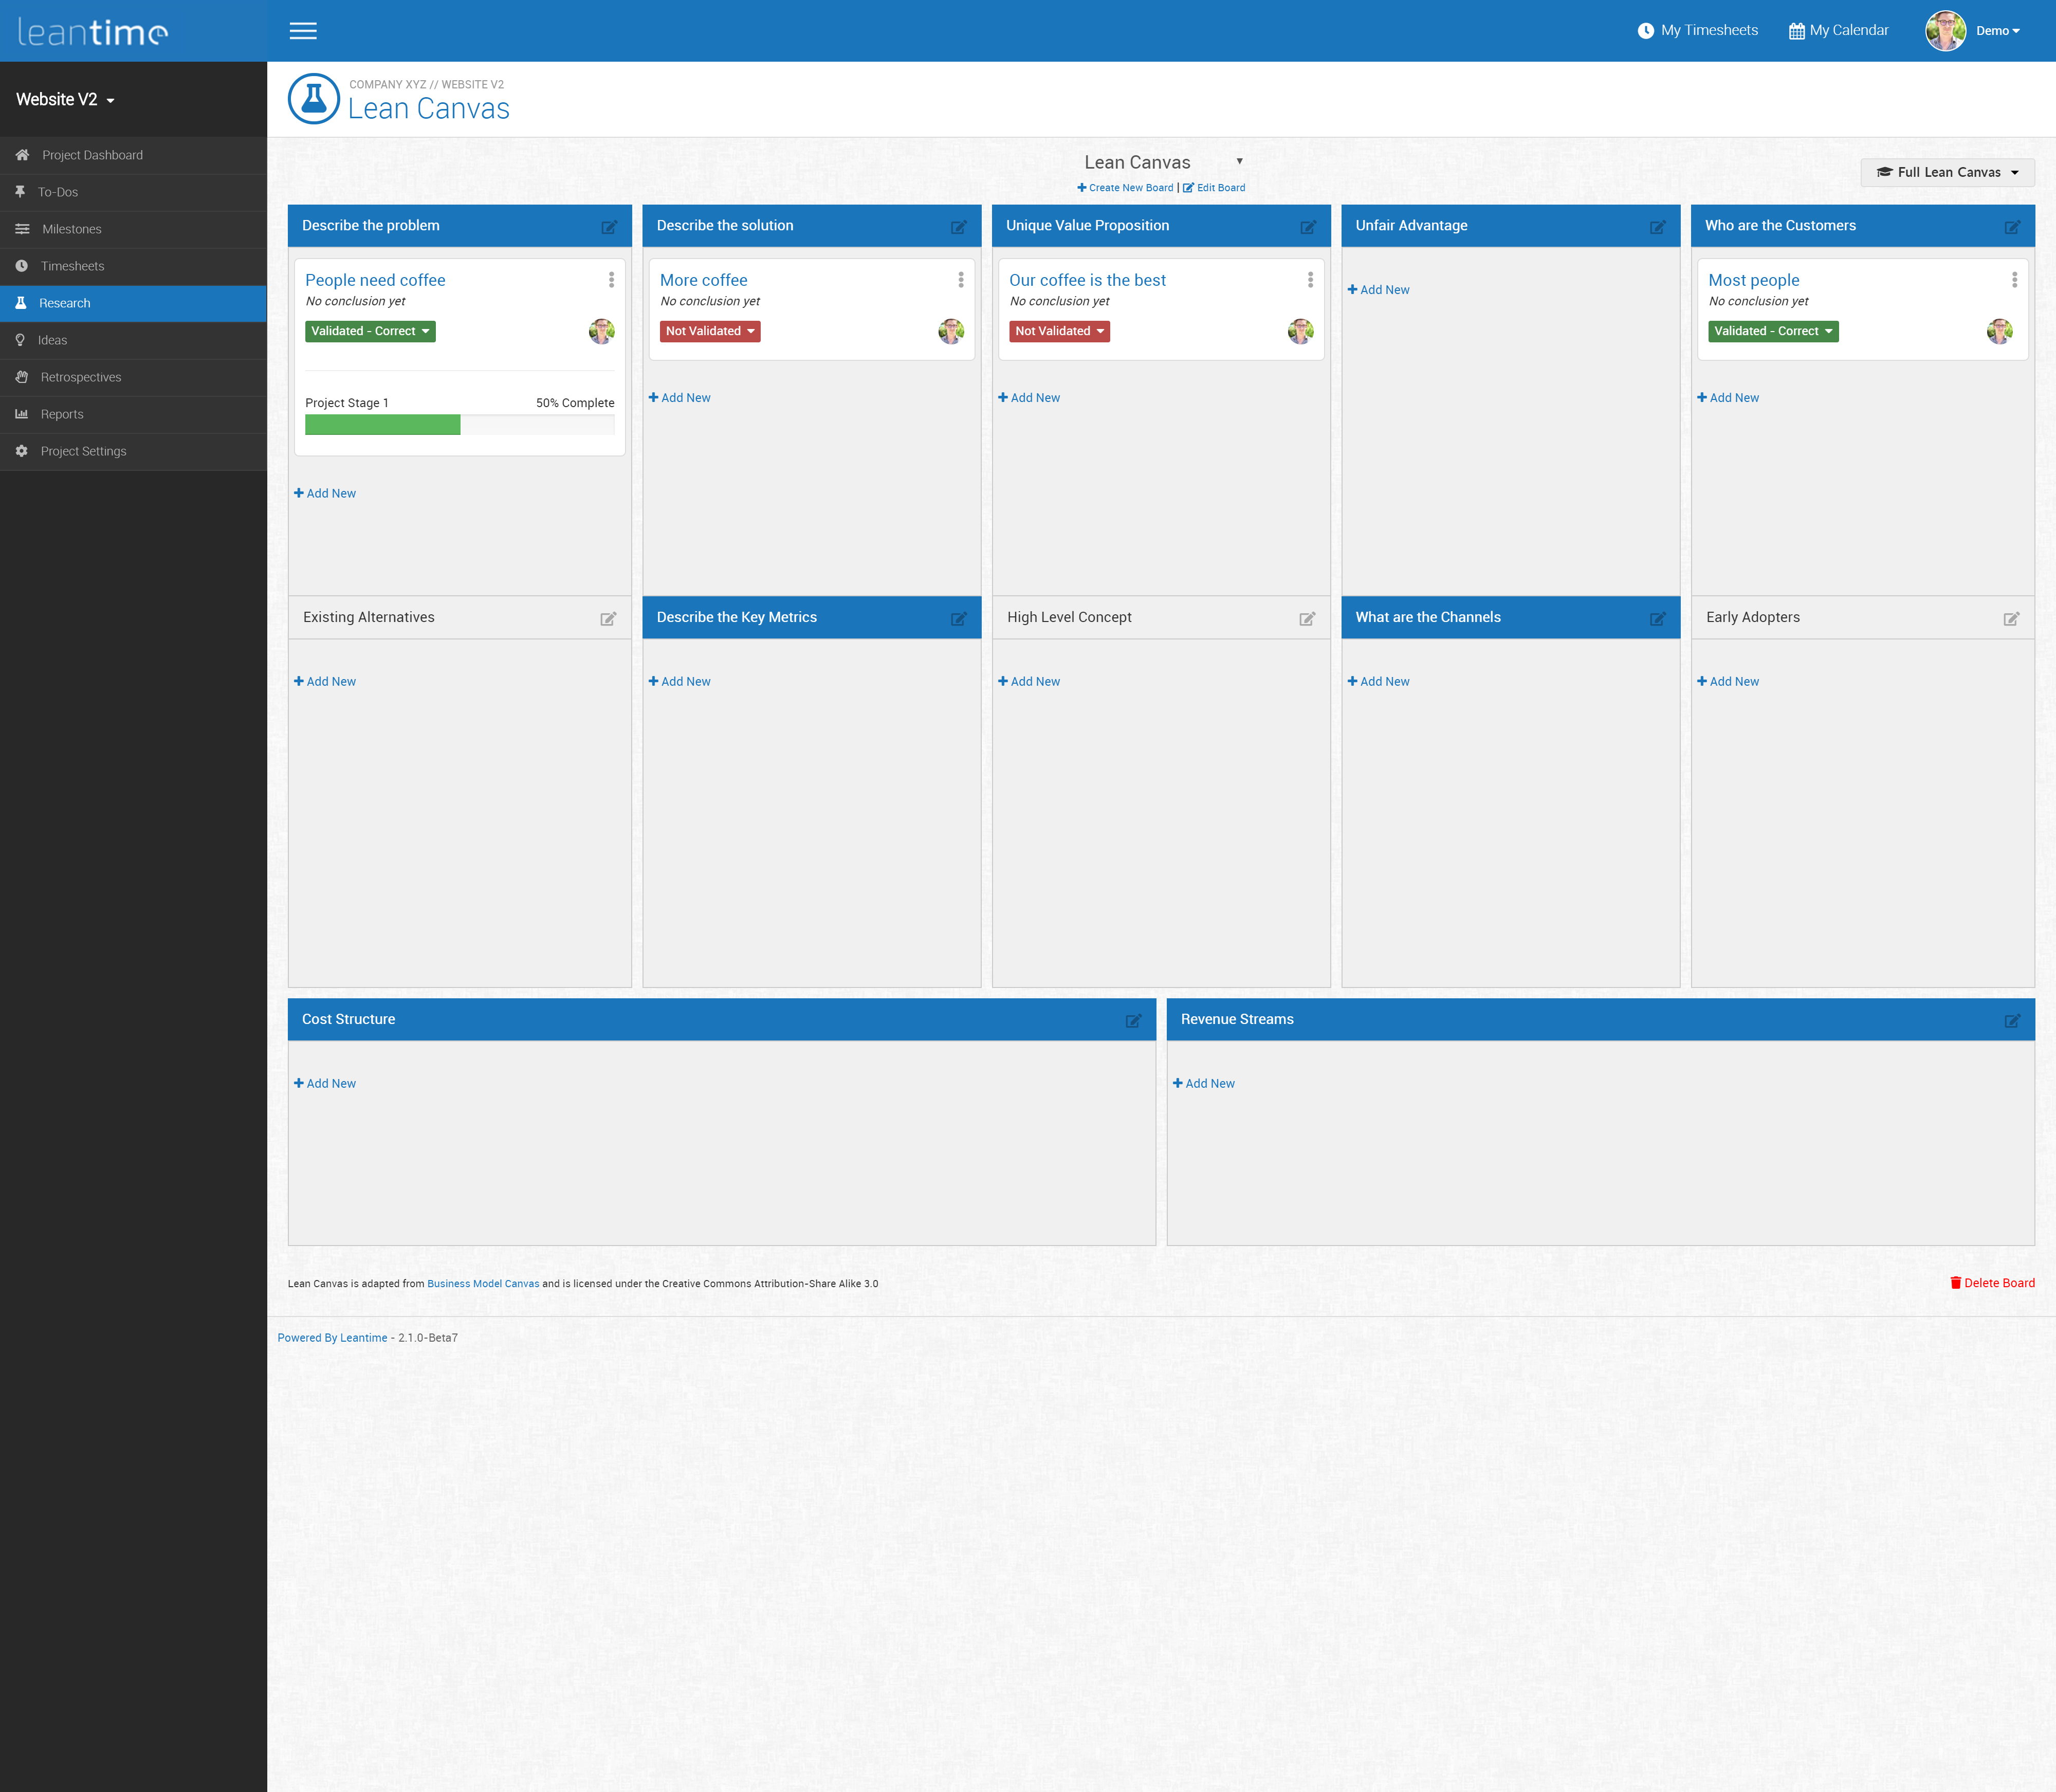 leantime
My Timesheets
My Calendar
Demo
Website V2
Project Dashboard
To-Dos
Milestones
Timesheets
Research
Ideas
Retrospectives
Reports
Project Settings
COMPANY XYZ // WEBSITE V2
Lean Canvas
Lean Canvas
Create New Board | Edit Board
Full Lean Canvas
Describe the problem
People need coffee
No conclusion yet
Validated - Correct
Project Stage 1 50% Complete
Add New
Describe the solution
More coffee
No conclusion yet
Not Validated
Add New
Unique Value Proposition
Our coffee is the best
No conclusion yet
Not Validated
Add New
Unfair Advantage
Add New
Who are the Customers
Most people
No conclusion yet
Validated - Correct
Add New
Existing Alternatives
Add New
Describe the Key Metrics
Add New
High Level Concept
Add New
What are the Channels
Add New
Early Adopters
Add New
Cost Structure
Add New
Revenue Streams
Add New
Lean Canvas is adapted from Business Model Canvas and is licensed under the Creative Commons Attribution-Share Alike 3.0
Delete Board
Powered By Leantime - 2.1.0-Beta7